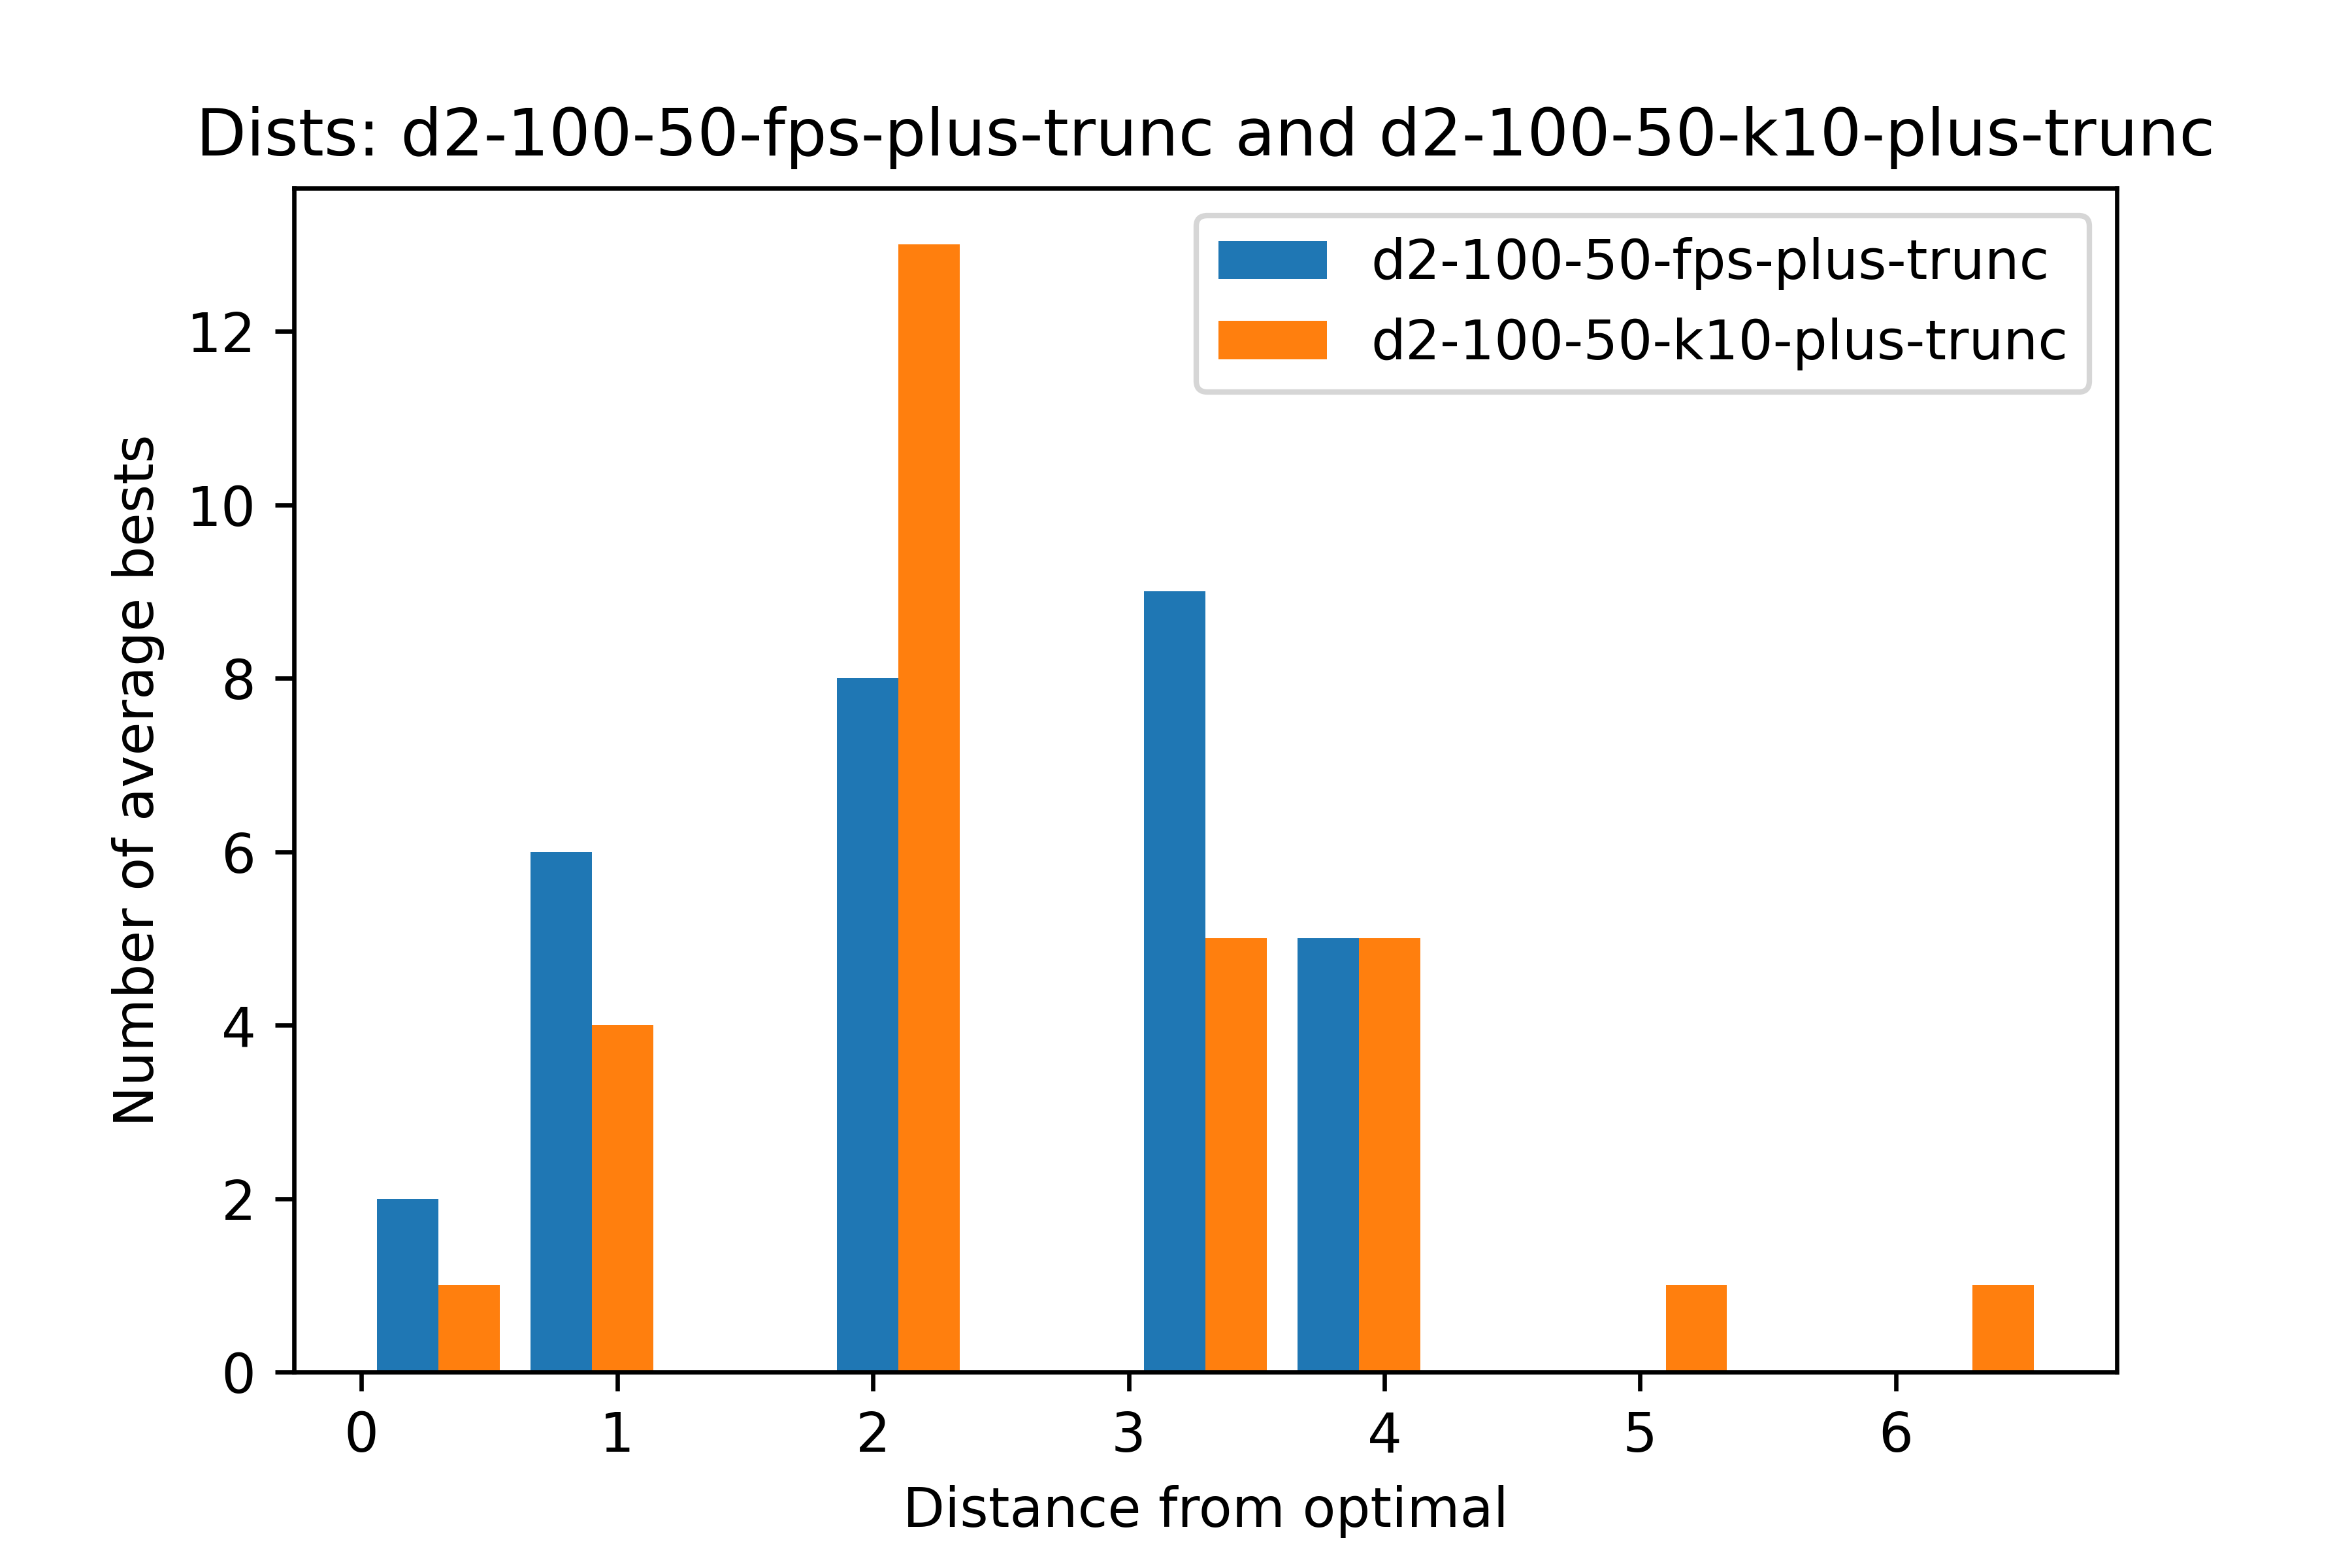 Dists: d2-100-50-fps-plus-trunc and d2-100-50-k10-plus-trunc
d2-100-50-fps-plus-trunc
d2-100-50-k10-plus-trunc
Number of average bests
12
10
8
6
4
2
0
0 1 2 3 4 5 6
Distance from optimal